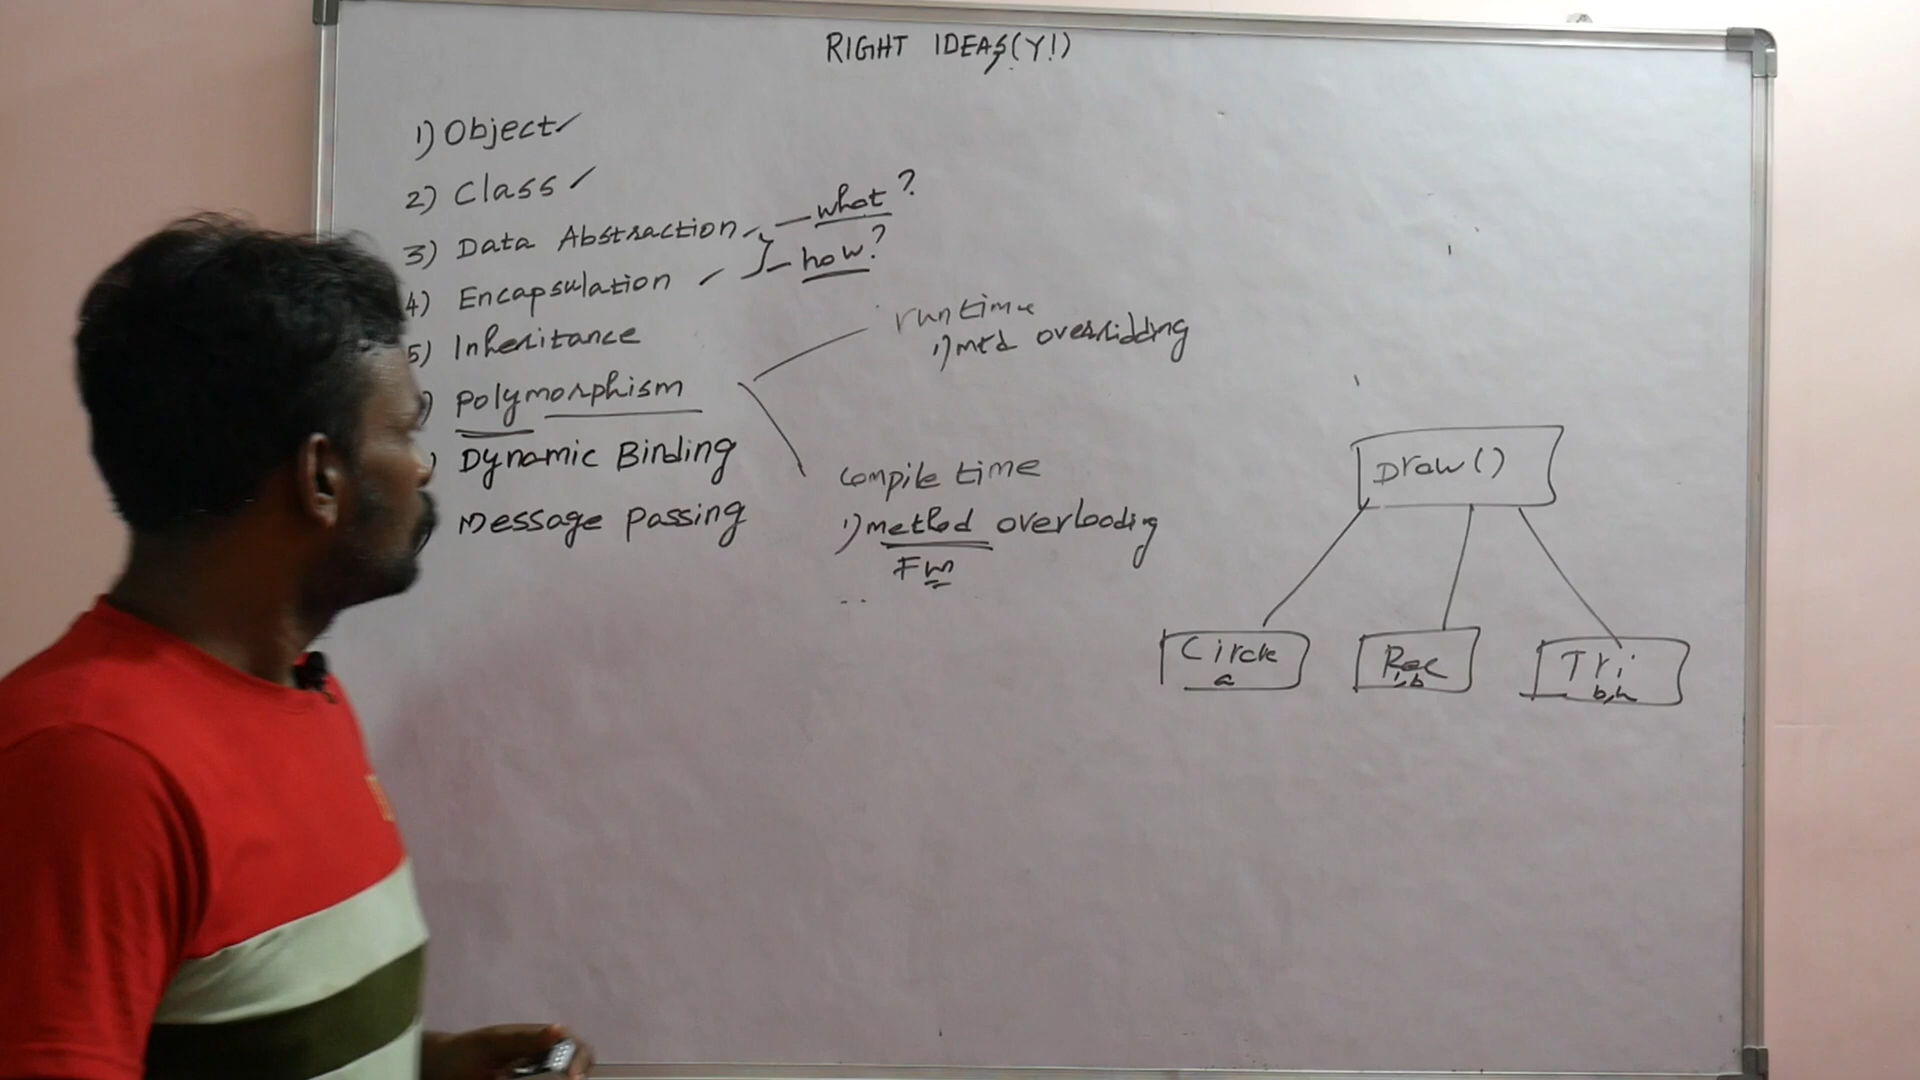 RIGHT IDEAS(Y!)
1) Object ✓
2) Class ✓
3) Data Abstraction ✓ — what?
4) Encapsulation ✓ — how?
5) Inheritance
) Polymorphism
runtime
1) mtd overridding
) Dynamic Binding
compile time
) Message passing
1) method overloading
Draw()
Circle
a
Rec
l,b
Tri
b,h